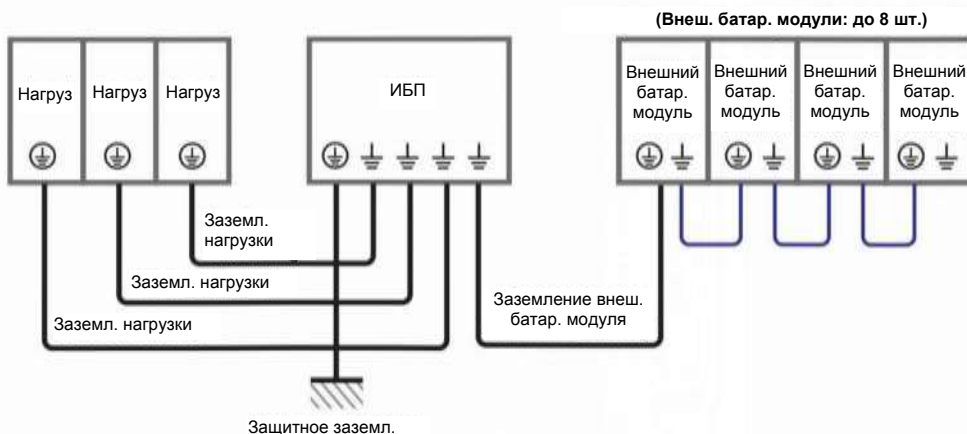 (Внеш. батар. модули: до 8 шт.)
Нагруз
Нагруз
Нагруз
ИБП
Внешний
батар.
модуль
Внешний
батар.
модуль
Внешний
батар.
модуль
Внешний
батар.
модуль
Заземл.
нагрузки
Заземл. нагрузки
Заземл. нагрузки
Заземление внеш.
батар. модуля
Защитное заземл.